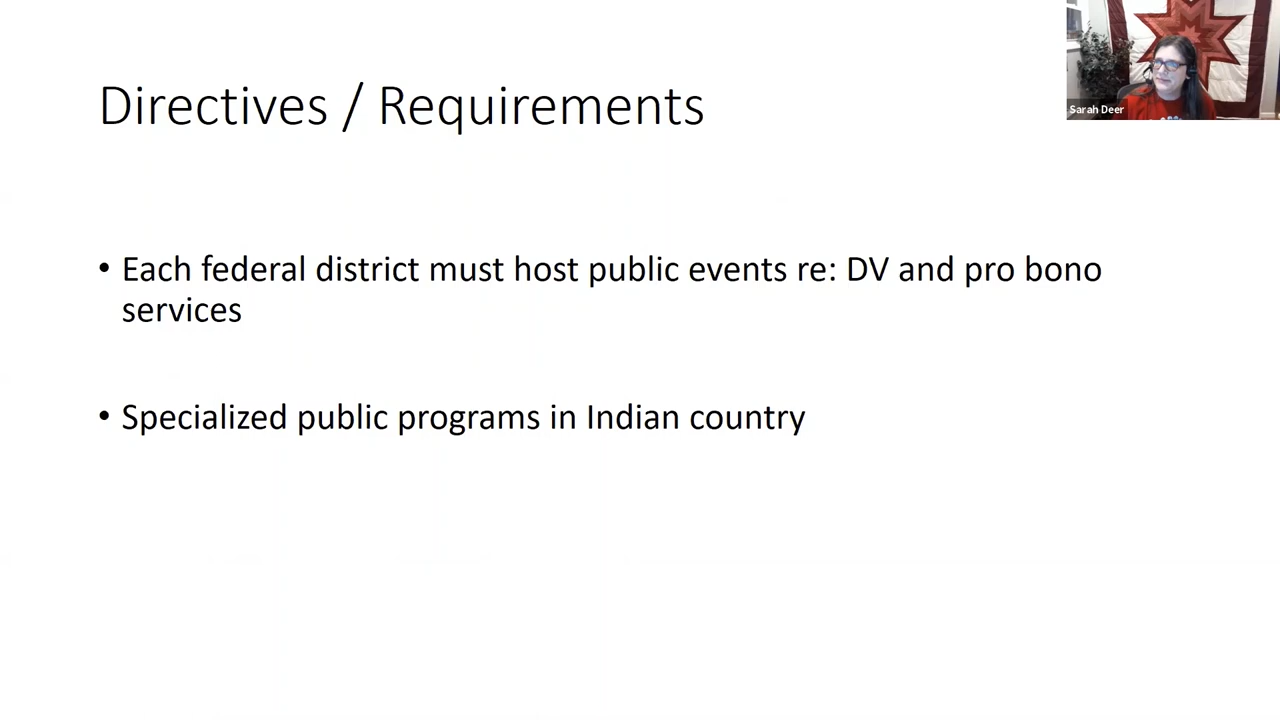 Directives / Requirements
Sarah Deer
• Each federal district must host public events re: DV and pro bono
services
• Specialized public programs in Indian country